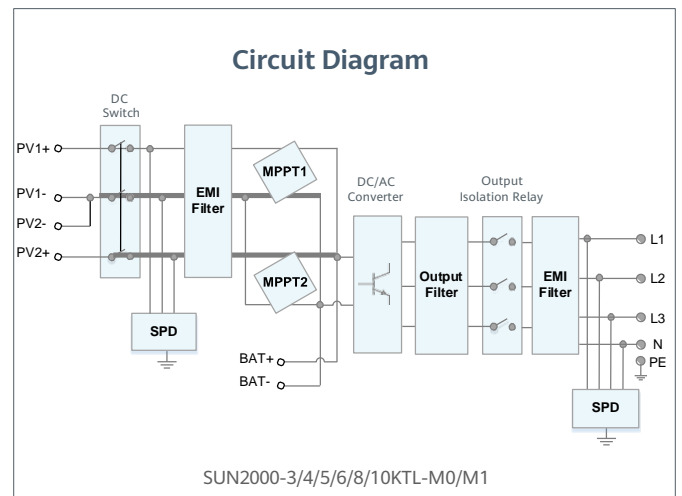 Circuit Diagram
DC
Switch
PV1+
PV1-
PV2-
PV2+
EMI
Filter
MPPT1
MPPT2
SPD
BAT+
BAT-
DC/AC
Converter
Output
Filter
Output
Isolation Relay
EMI
Filter
L1
L2
L3
N
PE
SPD
SUN2000-3/4/5/6/8/10KTL-M0/M1